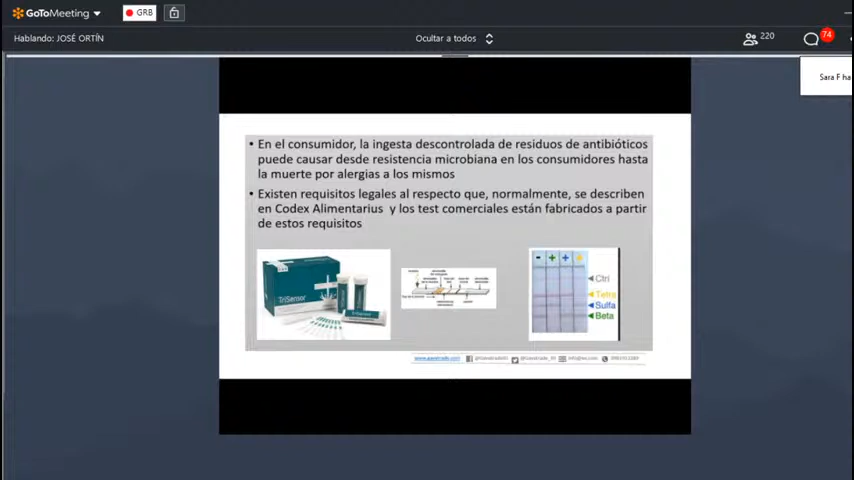 GoToMeeting
GRB
Hablando: JOSÉ ORTÍN
Ocultar a todos
220
74
Sara F ha
• En el consumidor, la ingesta descontrolada de residuos de antibióticos
puede causar desde resistencia microbiana en los consumidores hasta
la muerte por alergias a los mismos
• Existen requisitos legales al respecto que, normalmente, se describen
en Codex Alimentarius y los test comerciales están fabricados a partir
de estos requisitos
TriSensor
- + + +
Ctrl
Tetra
Sulfa
Beta